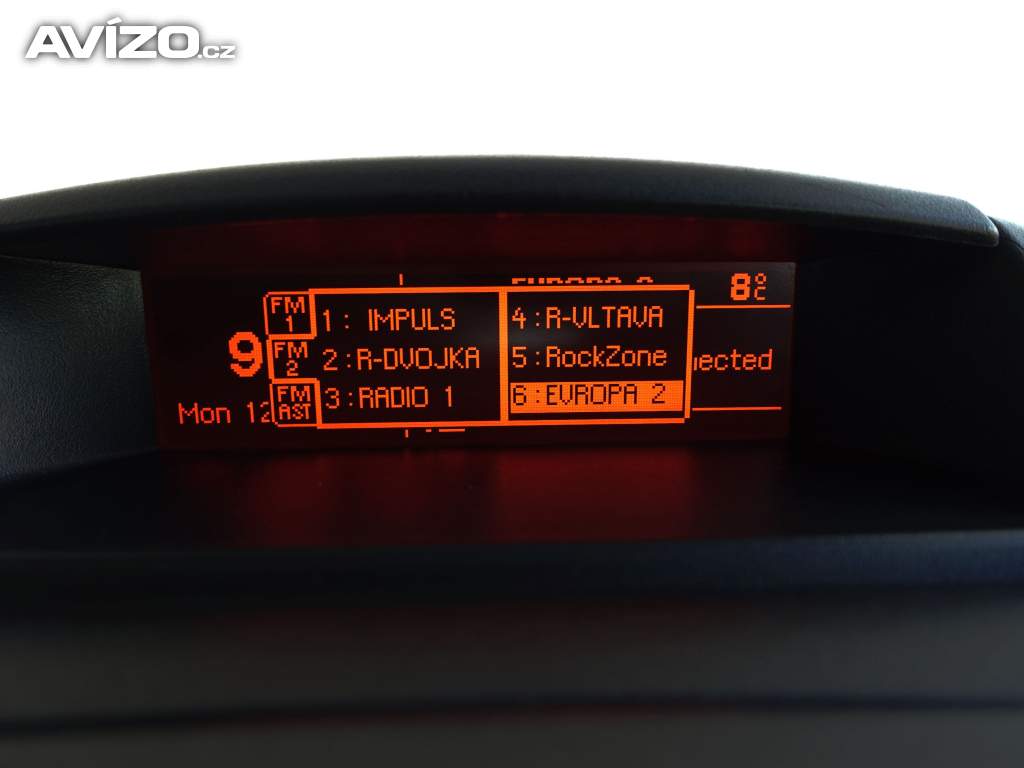 AVÍZO.cz
8°C
FM 1
1: IMPULS
4:R-VLTAVA
9
FM 2
2:R-DVOJKA
5:RockZone
Mon 12
FM AST
3:RADIO 1
6:EVROPA 2